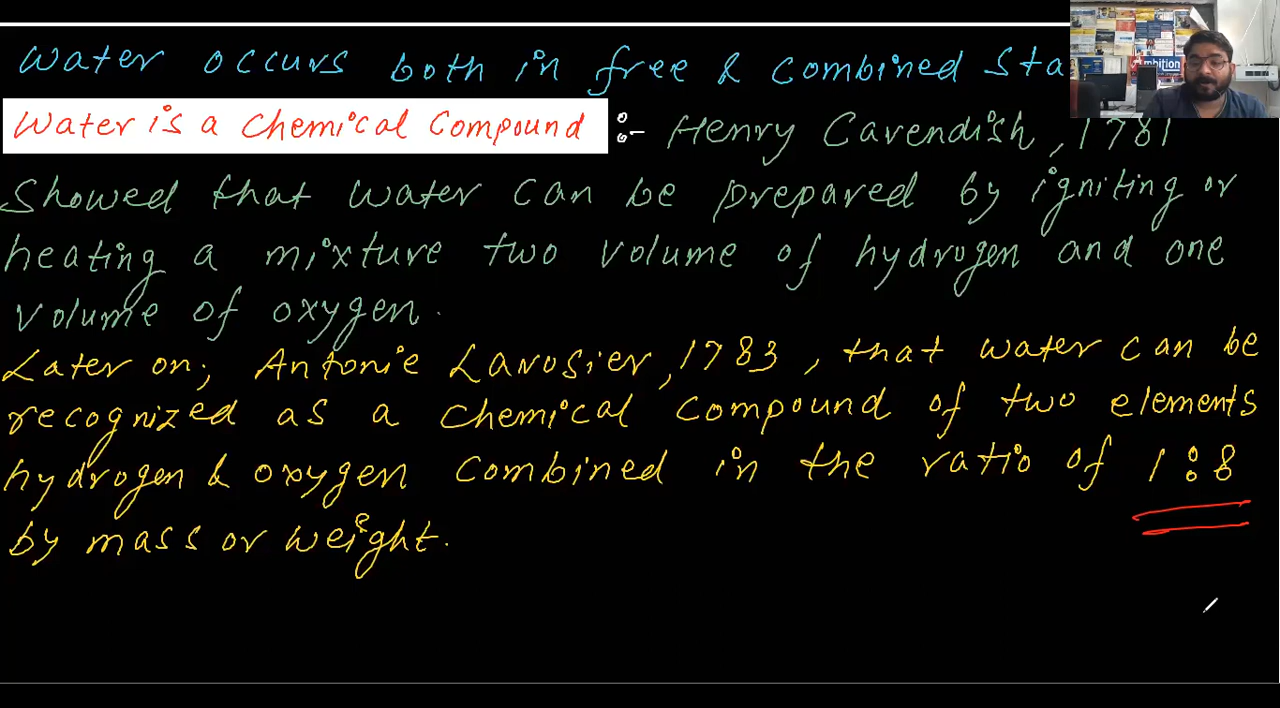 Water occurs both in free & combined Sta
mbition
Water is a Chemical Compound :- Henry Cavendish, 1781
Showed that water can be prepared by igniting or
heating a mixture two volume of hydrogen and one
volume of oxygen.
Later on, Antonie Lavosier, 1783, that water can be
recognized as a chemical compound of two elements
hydrogen & oxygen combined in the ratio of 1:8
by mass or weight.